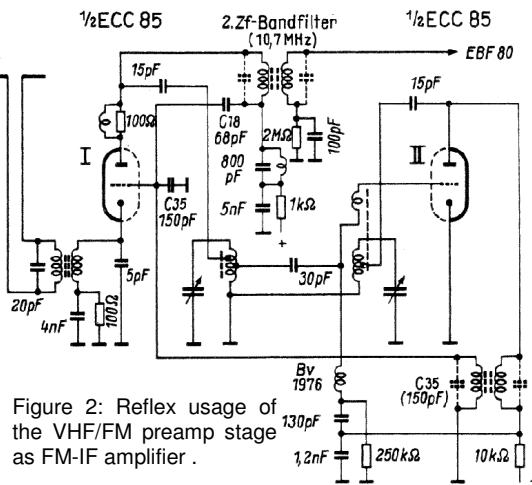 ½ECC 85
2.Zf-Bandfilter
(10,7MHz)
½ECC 85
EBF 80
15pF
15pF
100Ω
C18
68pF
2MΩ
100pF
I
II
800
pF
C35
150pF
5nF
1kΩ
+
5pF
30pF
20pF
4nF
100Ω
Bv
1976
C35
(150pF)
130pF
1,2nF
250kΩ
10kΩ
Figure 2: Reflex usage of
the VHF/FM preamp stage
as FM-IF amplifier .